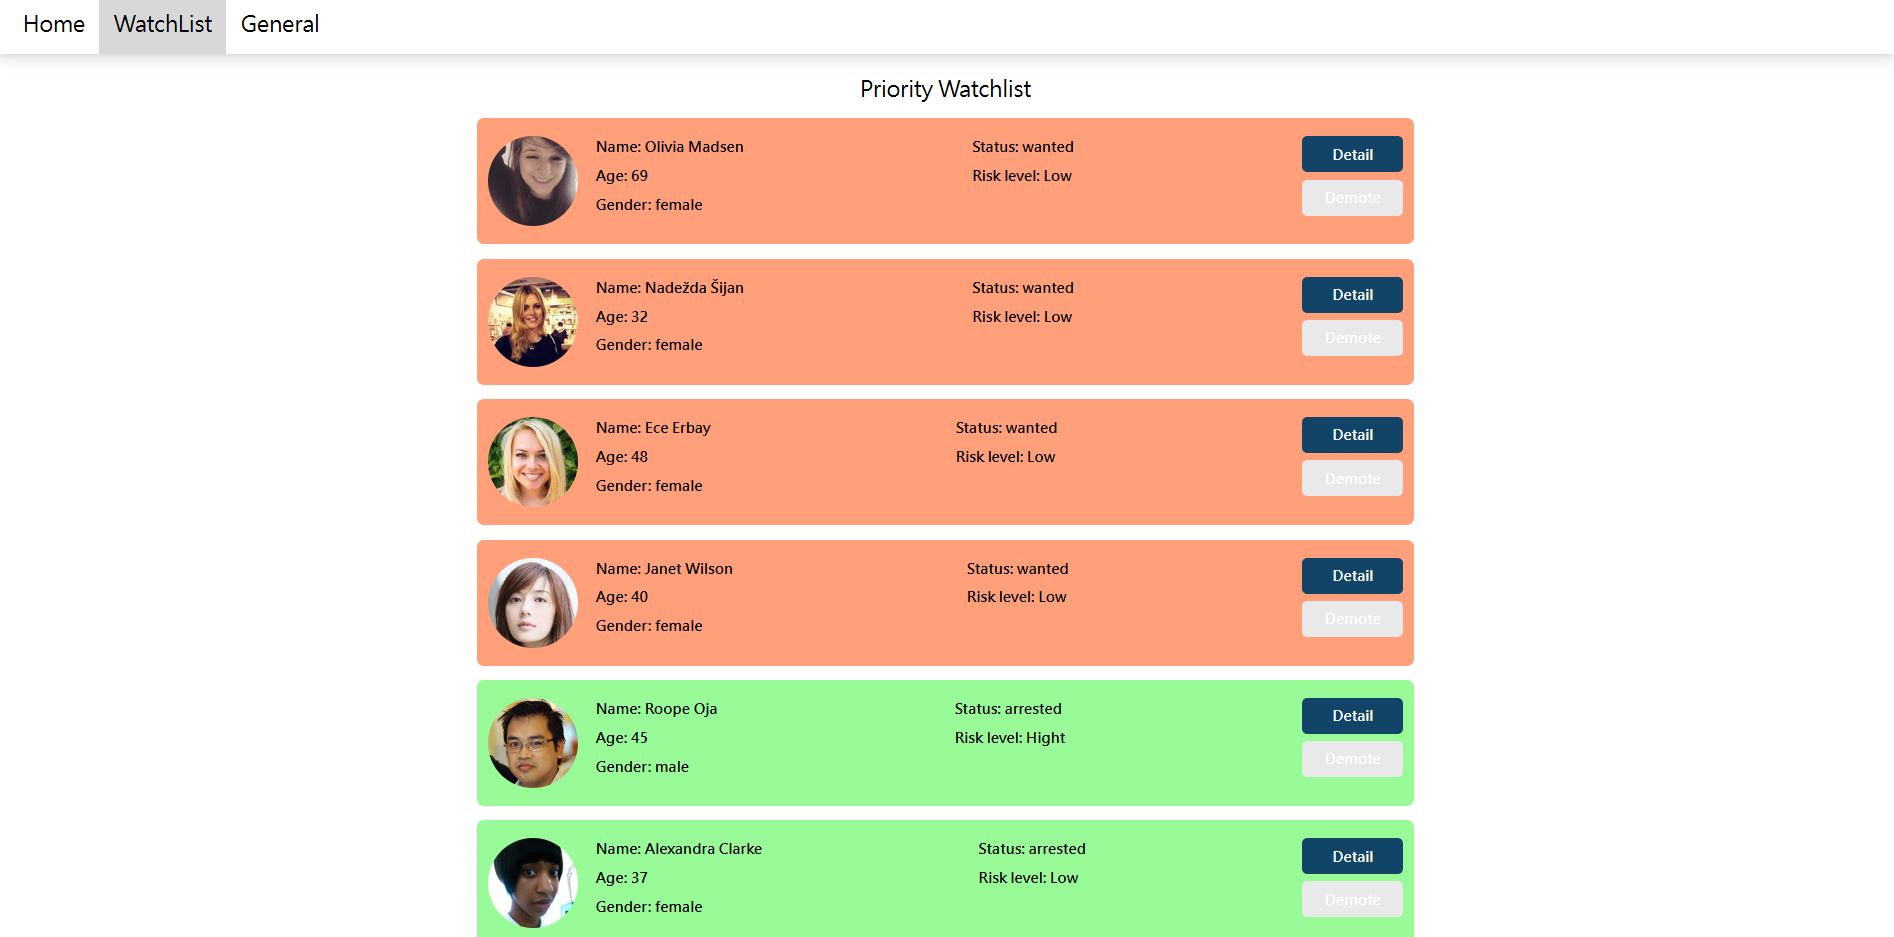 Home WatchList General
Priority Watchlist
Name: Olivia Madsen Status: wanted Detail
Age: 69 Risk level: Low
Gender: female Demote
Name: Nadežda Šijan Status: wanted Detail
Age: 32 Risk level: Low
Gender: female Demote
Name: Ece Erbay Status: wanted Detail
Age: 48 Risk level: Low
Gender: female Demote
Name: Janet Wilson Status: wanted Detail
Age: 40 Risk level: Low
Gender: female Demote
Name: Roope Oja Status: arrested Detail
Age: 45 Risk level: Hight
Gender: male Demote
Name: Alexandra Clarke Status: arrested Detail
Age: 37 Risk level: Low
Gender: female Demote